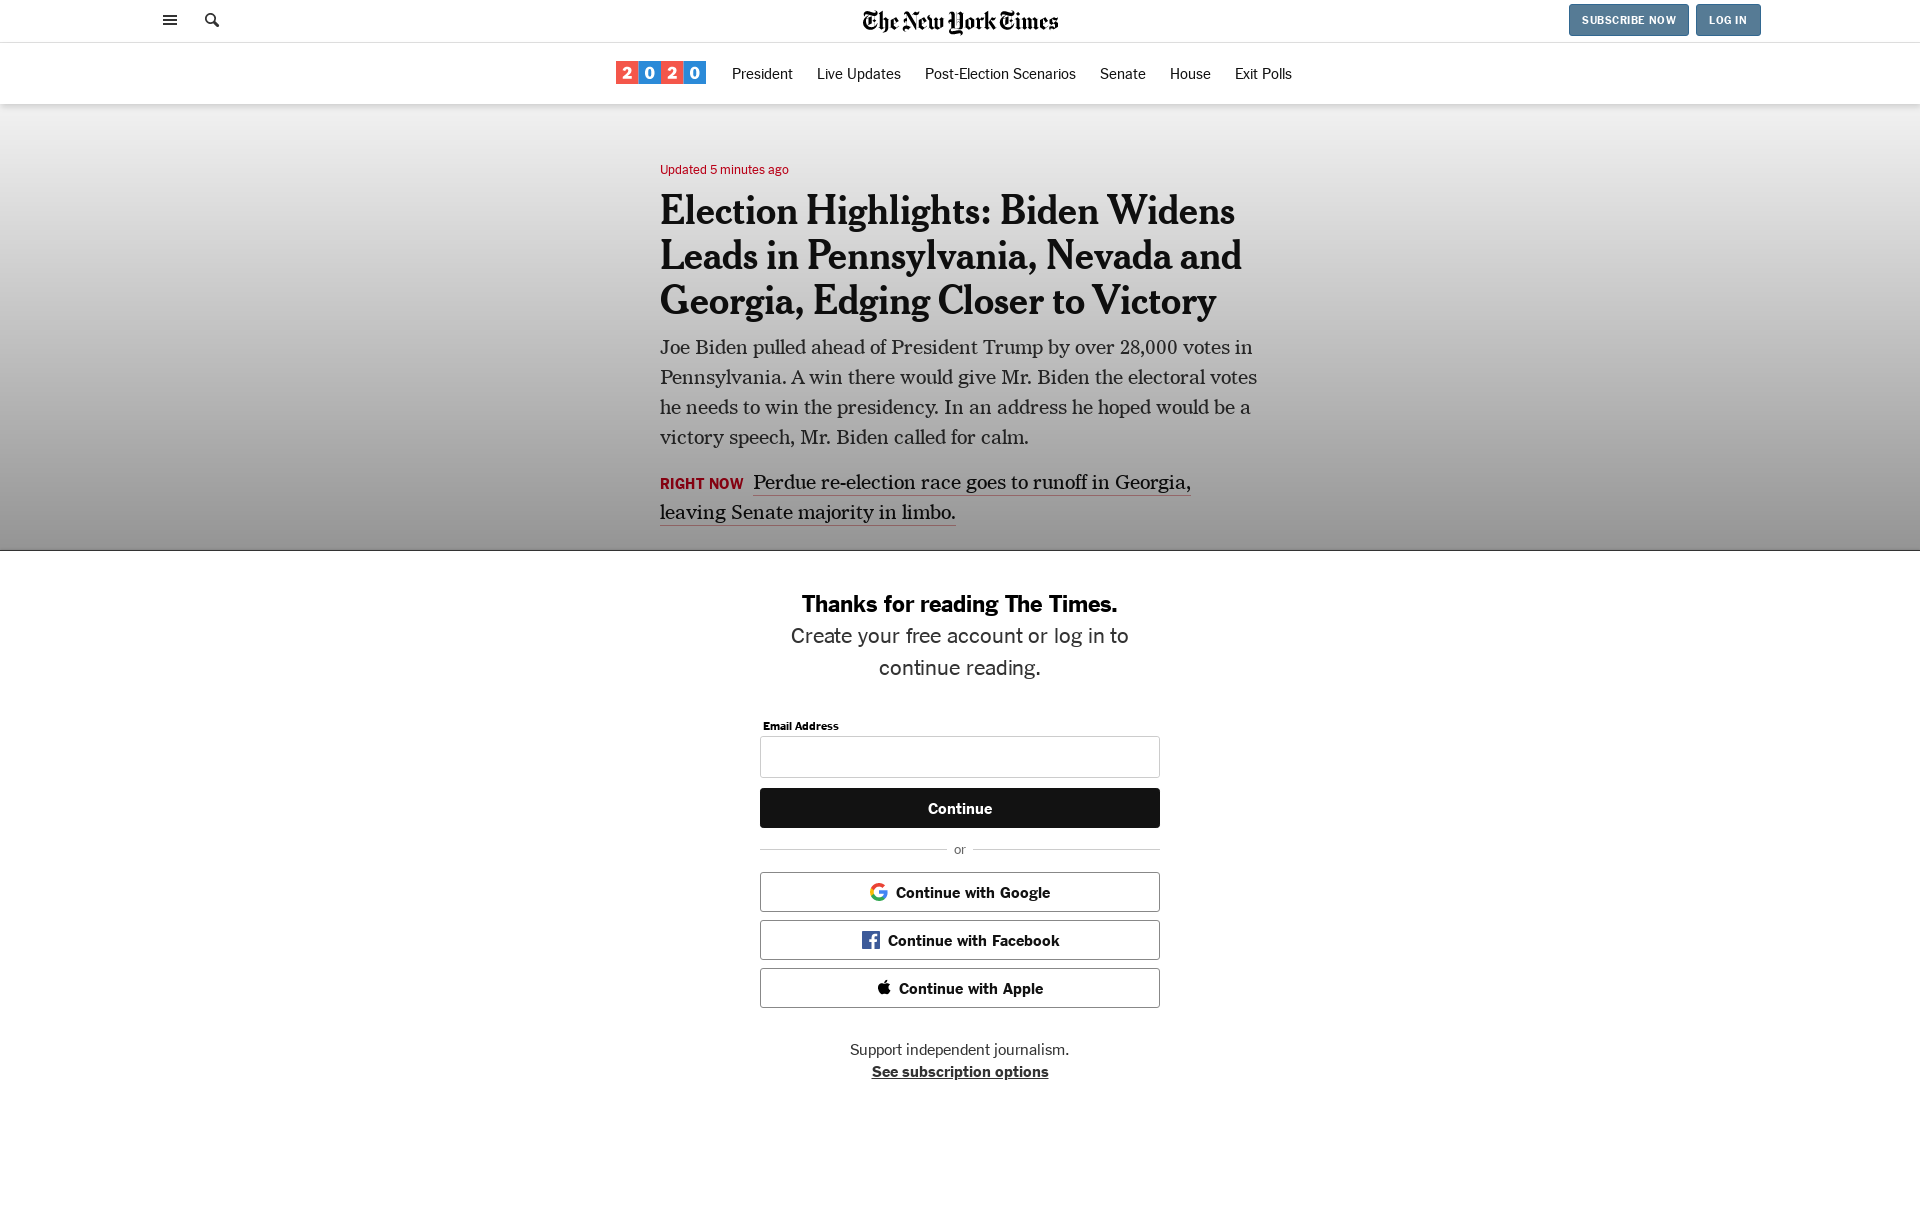 The New York Times
SUBSCRIBE NOW
LOG IN
2020
President
Live Updates
Post-Election Scenarios
Senate
House
Exit Polls
Updated 5 minutes ago
Election Highlights: Biden Widens
Leads in Pennsylvania, Nevada and
Georgia, Edging Closer to Victory
Joe Biden pulled ahead of President Trump by over 28,000 votes in
Pennsylvania. A win there would give Mr. Biden the electoral votes
he needs to win the presidency. In an address he hoped would be a
victory speech, Mr. Biden called for calm.
RIGHT NOW Perdue re-election race goes to runoff in Georgia,
leaving Senate majority in limbo.
Thanks for reading The Times.
Create your free account or log in to
continue reading.
Email Address
Continue
or
Continue with Google
Continue with Facebook
Continue with Apple
Support independent journalism.
See subscription options